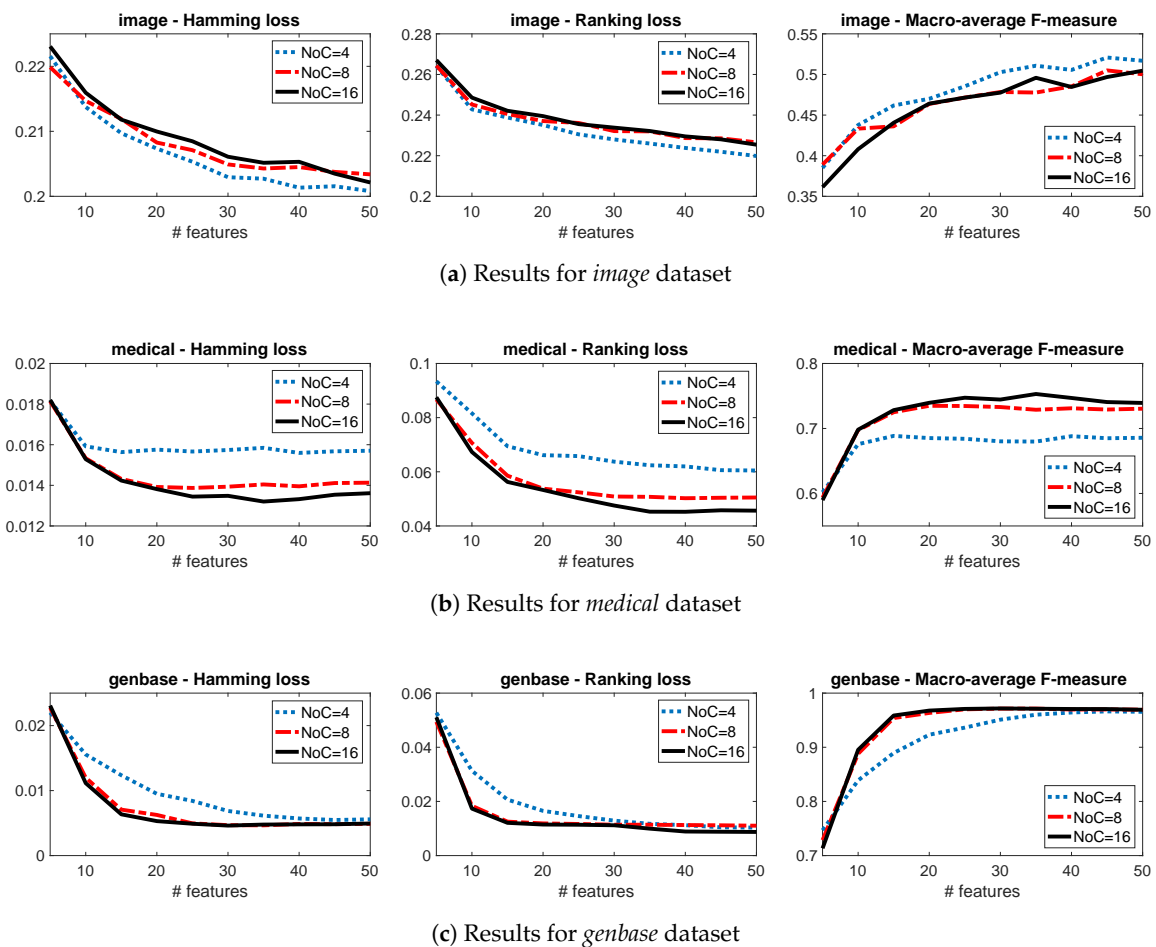 image - Hamming loss
0.22
0.21
0.2
10 20 30 40 50
# features
NoC=4
NoC=8
NoC=16
image - Ranking loss
0.28
0.26
0.24
0.22
0.2
10 20 30 40 50
# features
NoC=4
NoC=8
NoC=16
image - Macro-average F-measure
0.55
0.5
0.45
0.4
0.35
10 20 30 40 50
# features
NoC=4
NoC=8
NoC=16
(a) Results for image dataset
medical - Hamming loss
0.02
0.018
0.016
0.014
0.012
10 20 30 40 50
# features
NoC=4
NoC=8
NoC=16
medical - Ranking loss
0.1
0.08
0.06
0.04
10 20 30 40 50
# features
NoC=4
NoC=8
NoC=16
medical - Macro-average F-measure
0.8
0.7
0.6
10 20 30 40 50
# features
NoC=4
NoC=8
NoC=16
(b) Results for medical dataset
genbase - Hamming loss
0.02
0.01
0
10 20 30 40 50
# features
NoC=4
NoC=8
NoC=16
genbase - Ranking loss
0.06
0.04
0.02
0
10 20 30 40 50
# features
NoC=4
NoC=8
NoC=16
genbase - Macro-average F-measure
1
0.9
0.8
0.7
10 20 30 40 50
# features
NoC=4
NoC=8
NoC=16
(c) Results for genbase dataset